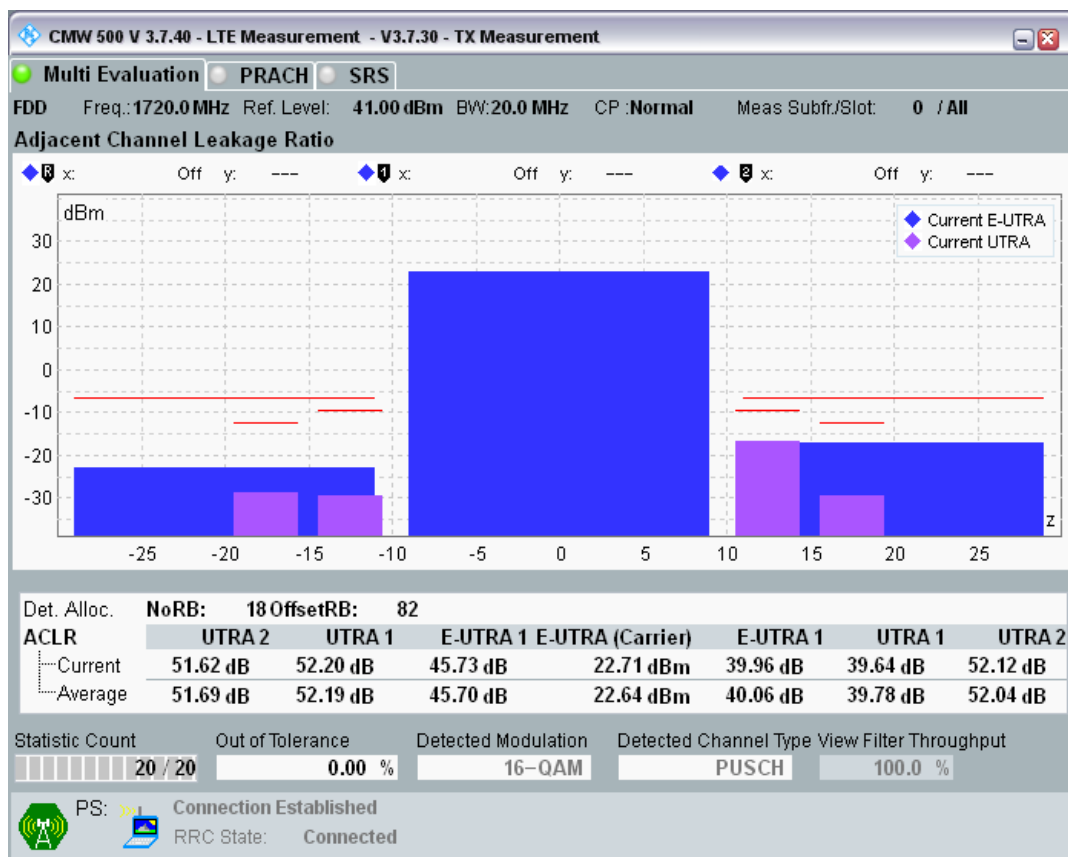 CMW 500 V 3.7.40 - LTE Measurement - V3.7.30 - TX Measurement
Multi Evaluation PRACH SRS
FDD Freq.:1720.0 MHz Ref. Level: 41.00 dBm BW:20.0 MHz CP :Normal Meas Subfr./Slot: 0 / All
Adjacent Channel Leakage Ratio
R x: Off y: --- 1 x: Off y: --- 2 x: Off y: ---
dBm
Current E-UTRA
Current UTRA
30
20
10
0
-10
-20
-30
z
-25 -20 -15 -10 -5 0 5 10 15 20 25
Det. Alloc. NoRB: 18 OffsetRB: 82
ACLR UTRA 2 UTRA 1 E-UTRA 1 E-UTRA (Carrier) E-UTRA 1 UTRA 1 UTRA 2
Current 51.62 dB 52.20 dB 45.73 dB 22.71 dBm 39.96 dB 39.64 dB 52.12 dB
Average 51.69 dB 52.19 dB 45.70 dB 22.64 dBm 40.06 dB 39.78 dB 52.04 dB
Statistic Count Out of Tolerance Detected Modulation Detected Channel Type View Filter Throughput
20 / 20 0.00 % 16-QAM PUSCH 100.0 %
PS: Connection Established
RRC State: Connected